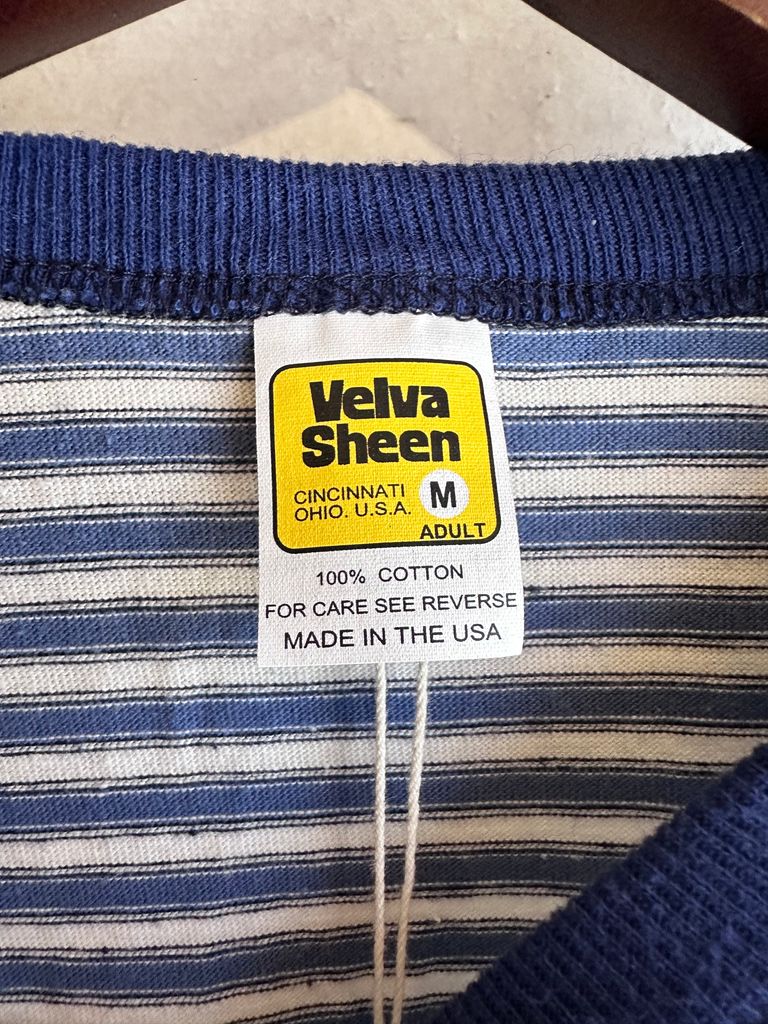 Velva
Sheen
CINCINNATI
OHIO. U.S.A.
M
ADULT
100% COTTON
FOR CARE SEE REVERSE
MADE IN THE USA